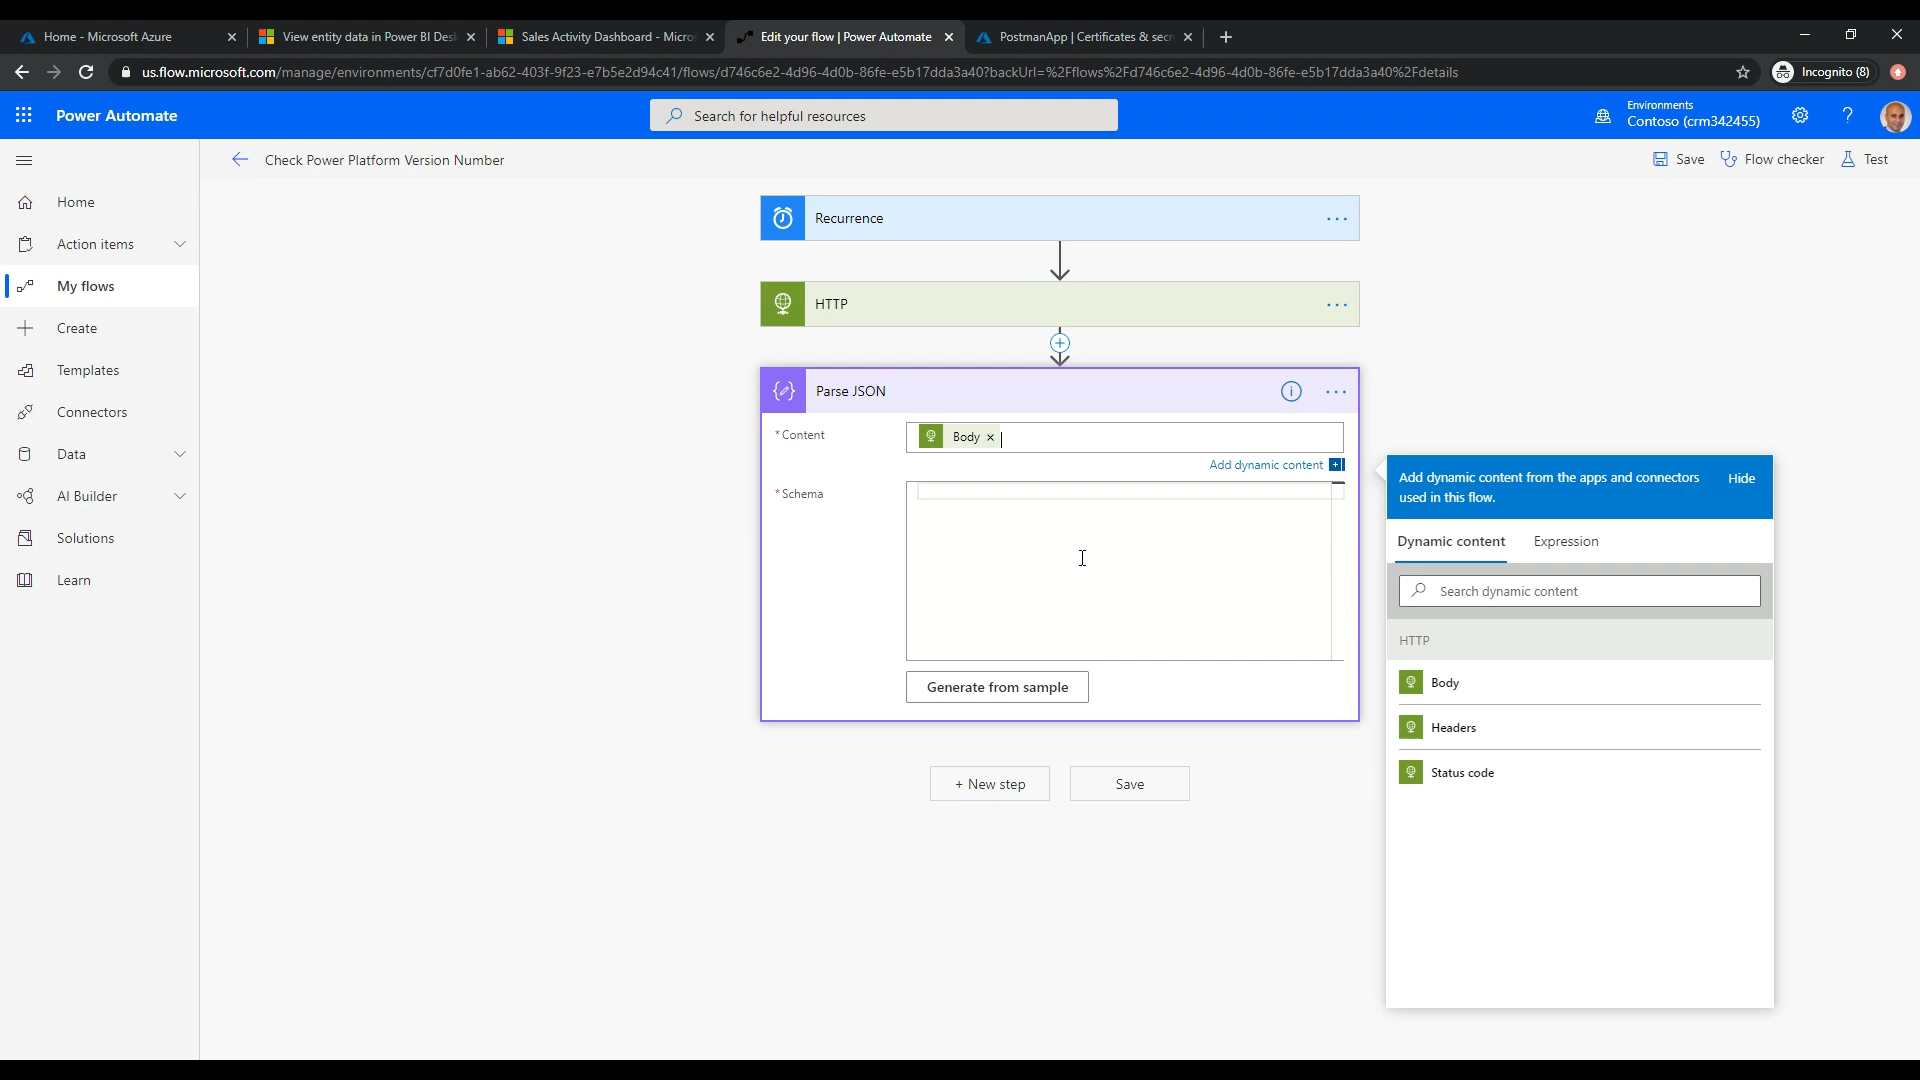 Home - Microsoft Azure
View entity data in Power BI Des
Sales Activity Dashboard - Micro
Edit your flow | Power Automate
PostmanApp | Certificates & secr
us.flow.microsoft.com/manage/environments/cf7d0fe1-ab62-403f-9f23-e7b5e2d94c41/flows/d746c6e2-4d96-4d0b-86fe-e5b17dda3a40?backUrl=%2Fflows%2Fd746c6e2-4d96-4d0b-86fe-e5b17dda3a40%2Fdetails
Incognito (8)
Power Automate
Search for helpful resources
Environments
Contoso (crm342455)
Check Power Platform Version Number
Save
Flow checker
Test
Home
Action items
My flows
Create
Templates
Connectors
Data
AI Builder
Solutions
Learn
Recurrence
HTTP
Parse JSON
* Content
Body
Add dynamic content
* Schema
Generate from sample
+ New step
Save
Add dynamic content from the apps and connectors
used in this flow.
Hide
Dynamic content
Expression
Search dynamic content
HTTP
Body
Headers
Status code